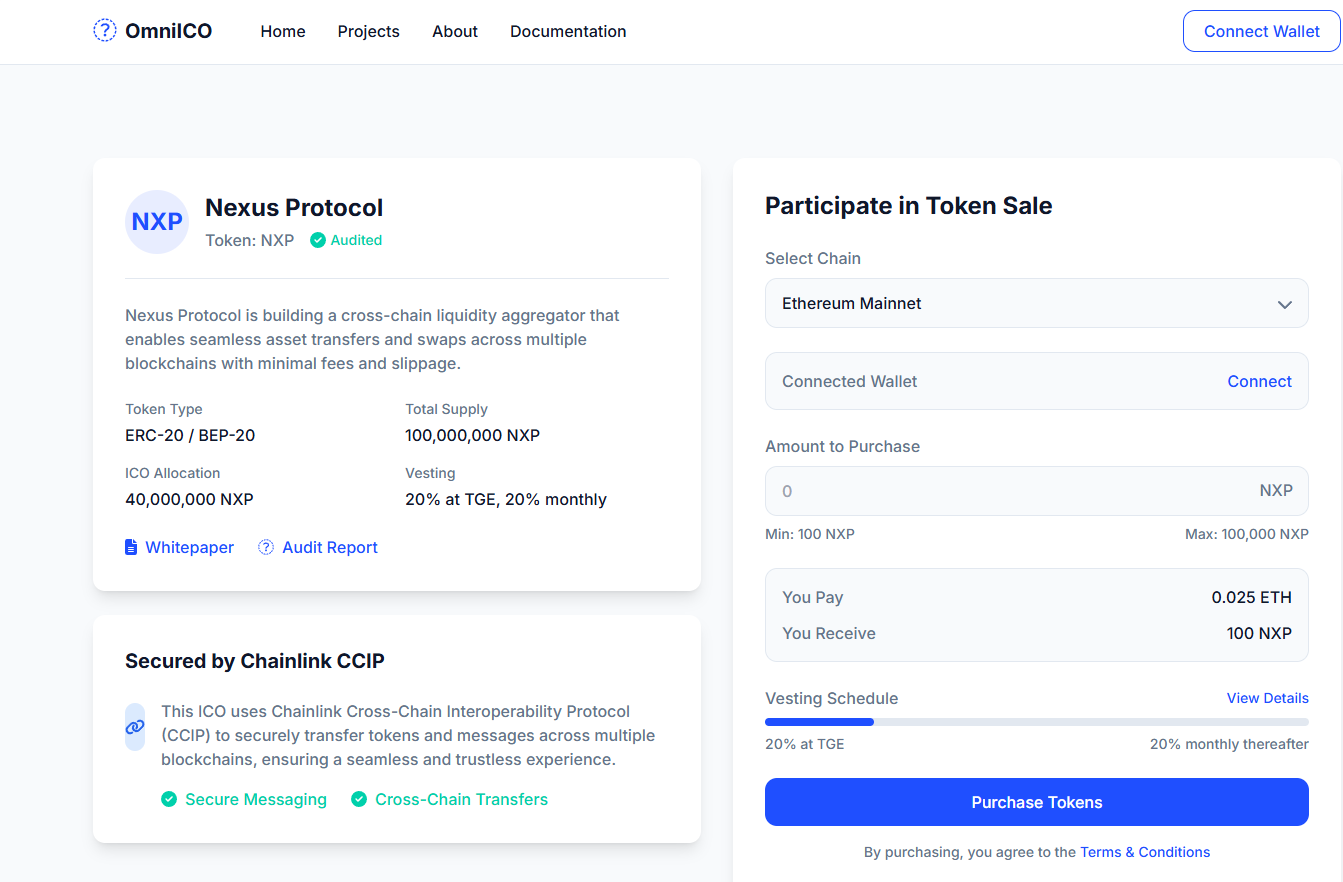 OmniICO
Home
Projects
About
Documentation
Connect Wallet
NXP
Nexus Protocol
Token: NXP
Audited
Nexus Protocol is building a cross-chain liquidity aggregator that
enables seamless asset transfers and swaps across multiple
blockchains with minimal fees and slippage.
Token Type
ERC-20 / BEP-20
Total Supply
100,000,000 NXP
ICO Allocation
40,000,000 NXP
Vesting
20% at TGE, 20% monthly
Whitepaper
? Audit Report
Secured by Chainlink CCIP
This ICO uses Chainlink Cross-Chain Interoperability Protocol
(CCIP) to securely transfer tokens and messages across multiple
blockchains, ensuring a seamless and trustless experience.
Secure Messaging
Cross-Chain Transfers
Participate in Token Sale
Select Chain
Ethereum Mainnet
Connected Wallet
Connect
Amount to Purchase
0
NXP
Min: 100 NXP
Max: 100,000 NXP
You Pay
0.025 ETH
You Receive
100 NXP
Vesting Schedule
View Details
20% at TGE
20% monthly thereafter
Purchase Tokens
By purchasing, you agree to the Terms & Conditions